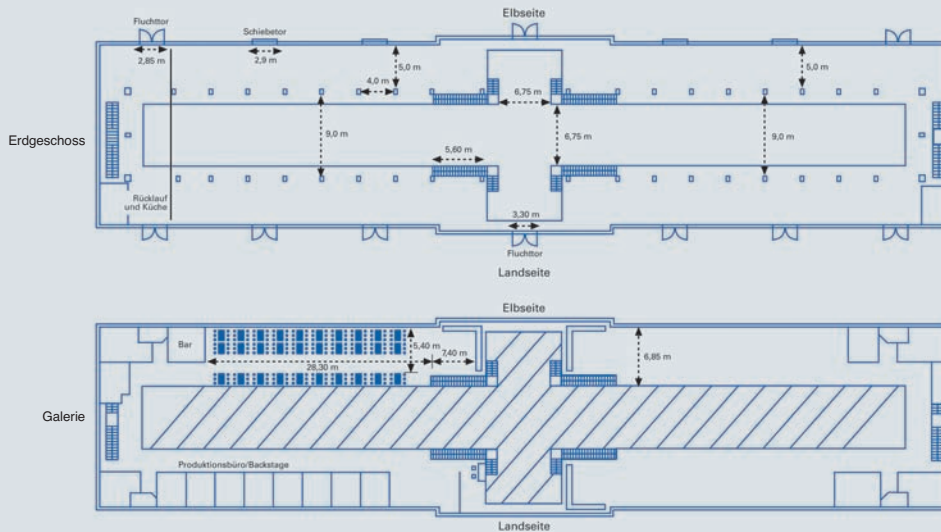 Elbseite
Fluchttor
Schiebetor
2,85 m
2,9 m
5,0 m
5,0 m
4,0 m
6,75 m
Erdgeschoss
9,0 m
6,75 m
9,0 m
5,60 m
Rücklauf
und Küche
3,30 m
Fluchttor
Landseite
Elbseite
Bar
5,40 m
7,40 m
28,30 m
6,85 m
Galerie
Produktionsbüro/Backstage
Landseite